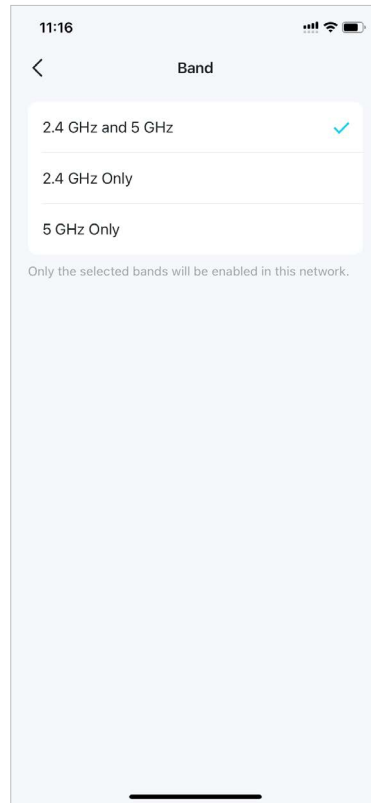 11:16
Band
2.4 GHz and 5 GHz
2.4 GHz Only
5 GHz Only
Only the selected bands will be enabled in this network.